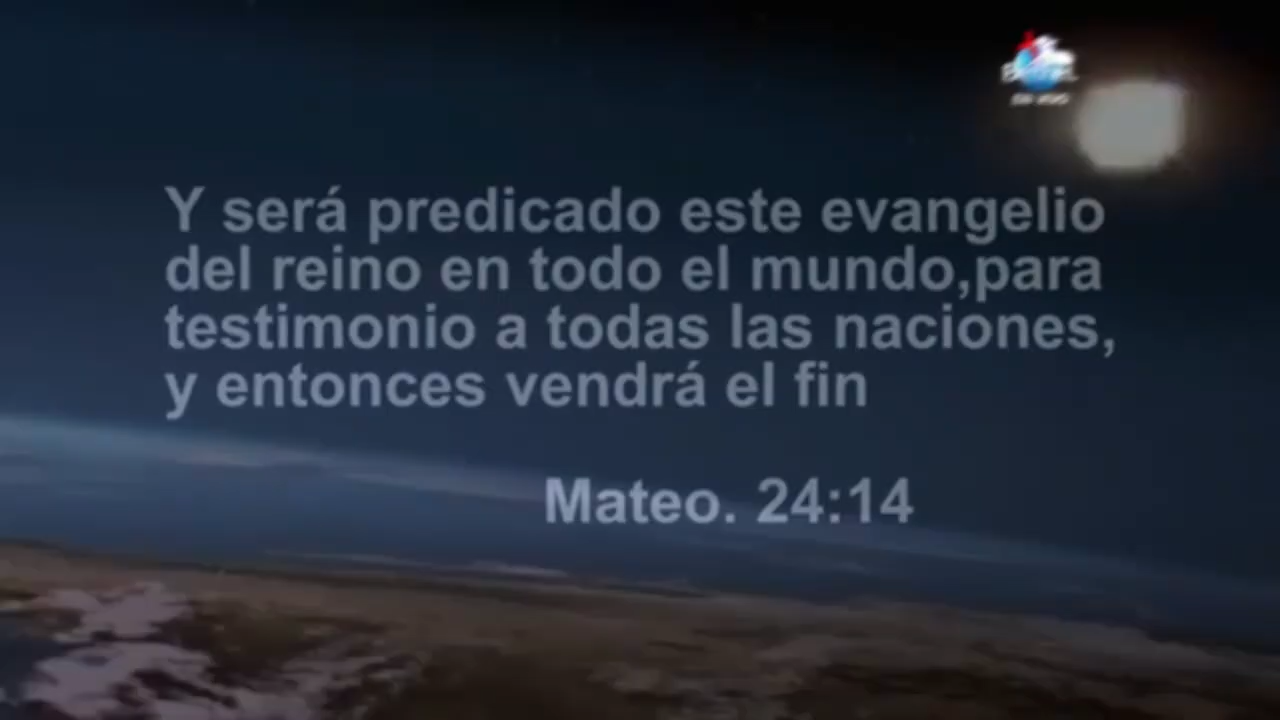 Y será predicado este evangelio
del reino en todo el mundo,para
testimonio a todas las naciones,
y entonces vendrá el fin
Mateo. 24:14